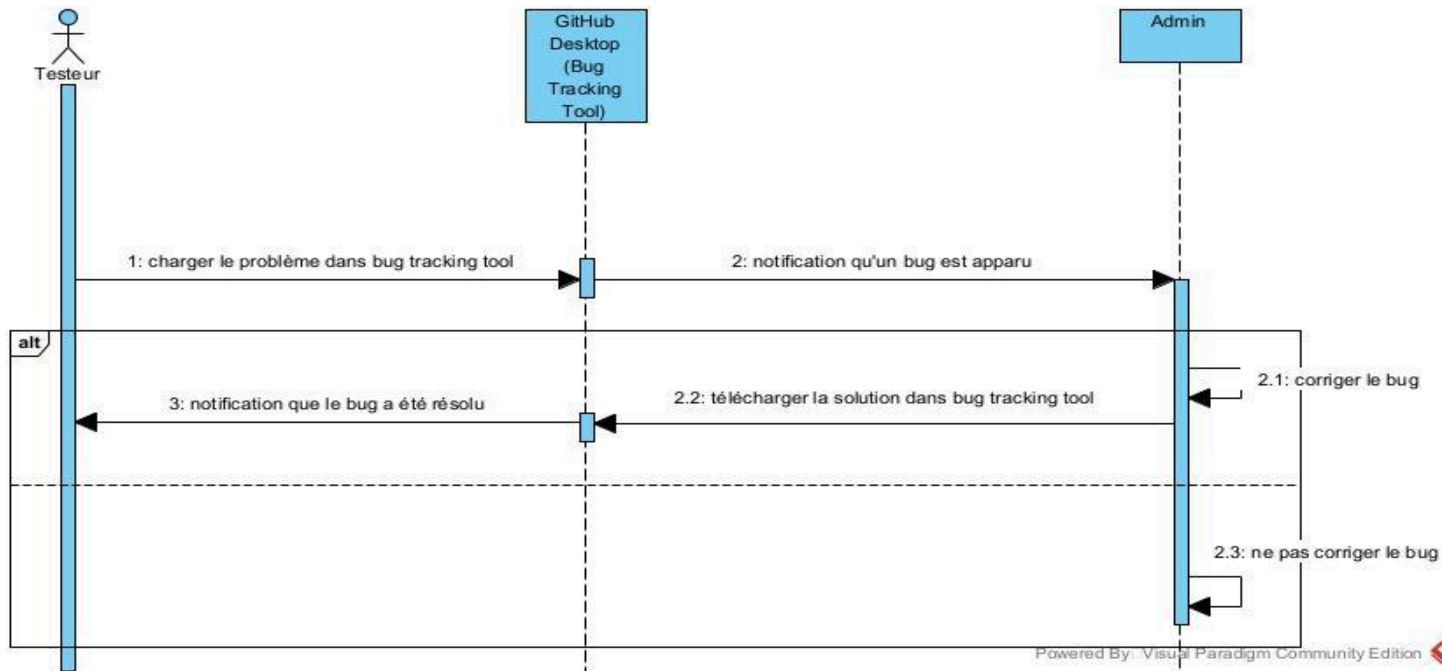 Testeur
GitHub
Desktop
(Bug
Tracking
Tool)
Admin
1: charger le problème dans bug tracking tool
2: notification qu'un bug est apparu
alt
2.1: corriger le bug
3: notification que le bug a été résolu
2.2: télécharger la solution dans bug tracking tool
2.3: ne pas corriger le bug
Powered By Visual Paradigm Community Edition